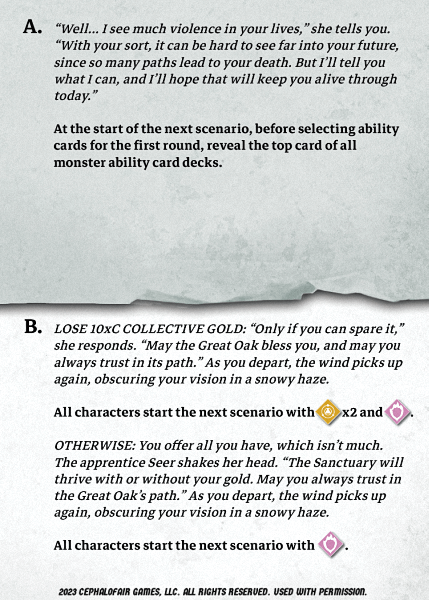 A.
“Well... I see much violence in your lives,” she tells you.
“With your sort, it can be hard to see far into your future,
since so many paths lead to your death. But I’ll tell you
what I can, and I’ll hope that will keep you alive through
today.”
At the start of the next scenario, before selecting ability
cards for the first round, reveal the top card of all
monster ability card decks.
B.
LOSE 10xC COLLECTIVE GOLD: “Only if you can spare it,”
she responds. “May the Great Oak bless you, and may you
always trust in its path.” As you depart, the wind picks up
again, obscuring your vision in a snowy haze.
All characters start the next scenario with x2 and .
OTHERWISE: You offer all you have, which isn’t much.
The apprentice Seer shakes her head. “The Sanctuary will
thrive with or without your gold. May you always trust in
the Great Oak’s path.” As you depart, the wind picks up
again, obscuring your vision in a snowy haze.
All characters start the next scenario with .
2023 CEPHALOFAIR GAMES, LLC. ALL RIGHTS RESERVED. USED WITH PERMISSION.